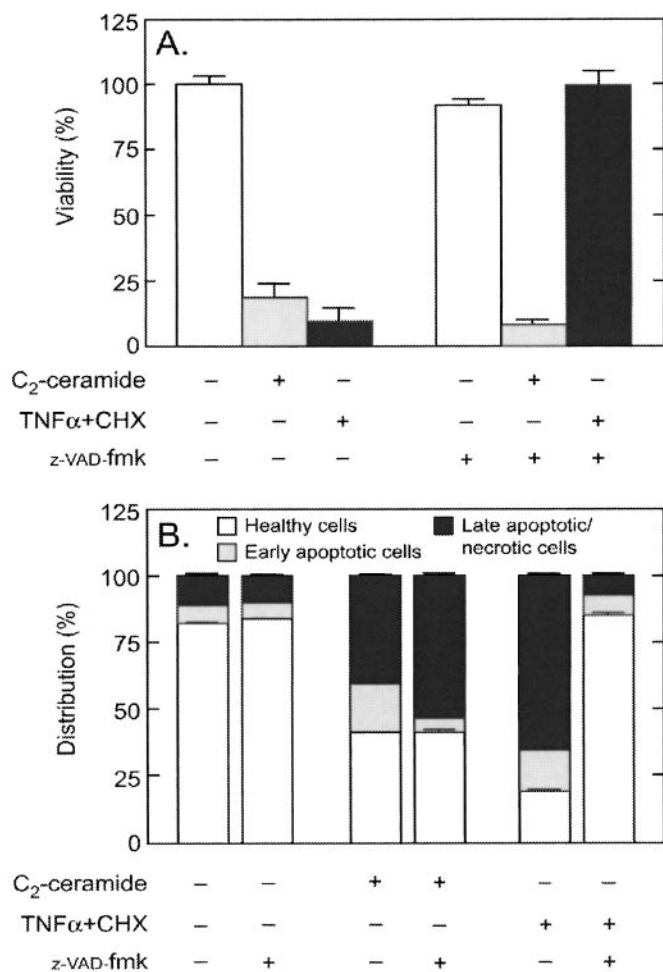 A.
Viability (%)
125
100
75
50
25
0
C₂-ceramide – + – – + –
TNFα+CHX – – + – – +
z-VAD-fmk – – – + + +
B.
Healthy cells
Early apoptotic cells
Late apoptotic/
necrotic cells
Distribution (%)
125
100
75
50
25
0
C₂-ceramide – – + + – –
TNFα+CHX – – – – + +
z-VAD-fmk – + – + – +